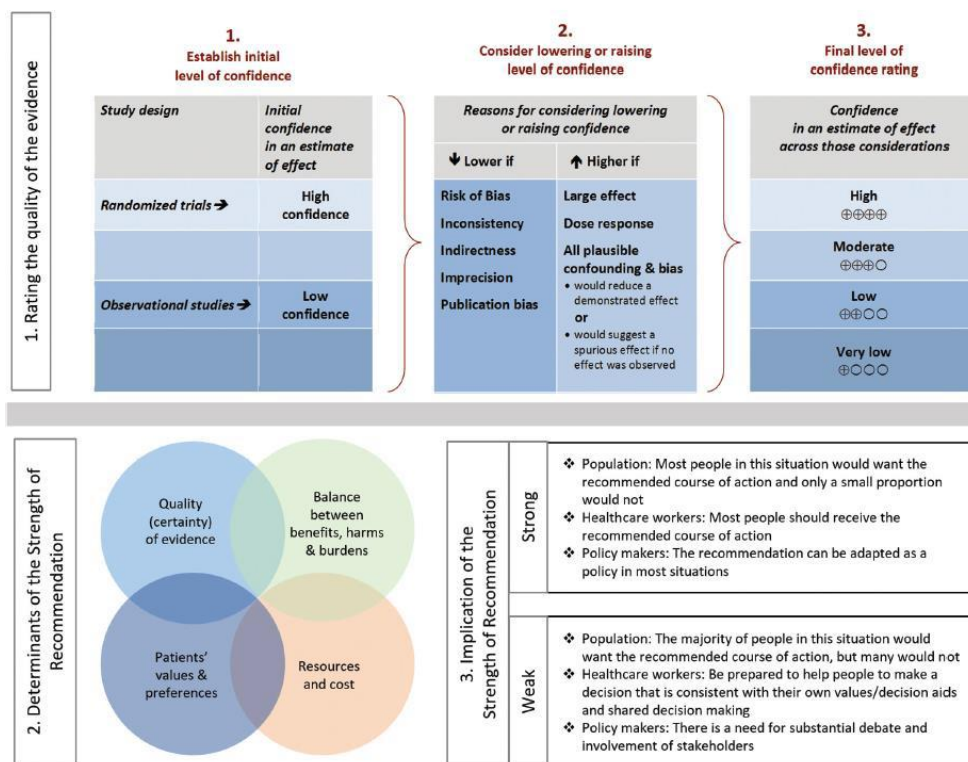 1. Rating the quality of the evidence
1.
Establish initial
level of confidence
Study design
Initial
confidence
in an estimate
of effect
Randomized trials ➔
High
confidence
Observational studies ➔
Low
confidence
2.
Consider lowering or raising
level of confidence
Reasons for considering lowering
or raising confidence
🡇 Lower if
Risk of Bias
Inconsistency
Indirectness
Imprecision
Publication bias
🡅 Higher if
Large effect
Dose response
All plausible
confounding & bias
• would reduce a
demonstrated effect
or
• would suggest a
spurious effect if no
effect was observed
3.
Final level of
confidence rating
Confidence
in an estimate of effect
across those considerations
High
⊕⊕⊕⊕
Moderate
⊕⊕⊕○
Low
⊕⊕○○
Very low
⊕○○○
2. Determinants of the Strength of
Recommendation
Quality
(certainty)
of evidence
Balance
between
benefits, harms
& burdens
Patients’
values &
preferences
Resources
and cost
3. Implication of the
Strength of Recommendation
Strong
❖ Population: Most people in this situation would want the
recommended course of action and only a small proportion
would not
❖ Healthcare workers: Most people should receive the
recommended course of action
❖ Policy makers: The recommendation can be adapted as a
policy in most situations
Weak
❖ Population: The majority of people in this situation would
want the recommended course of action, but many would not
❖ Healthcare workers: Be prepared to help people to make a
decision that is consistent with their own values/decision aids
and shared decision making
❖ Policy makers: There is a need for substantial debate and
involvement of stakeholders